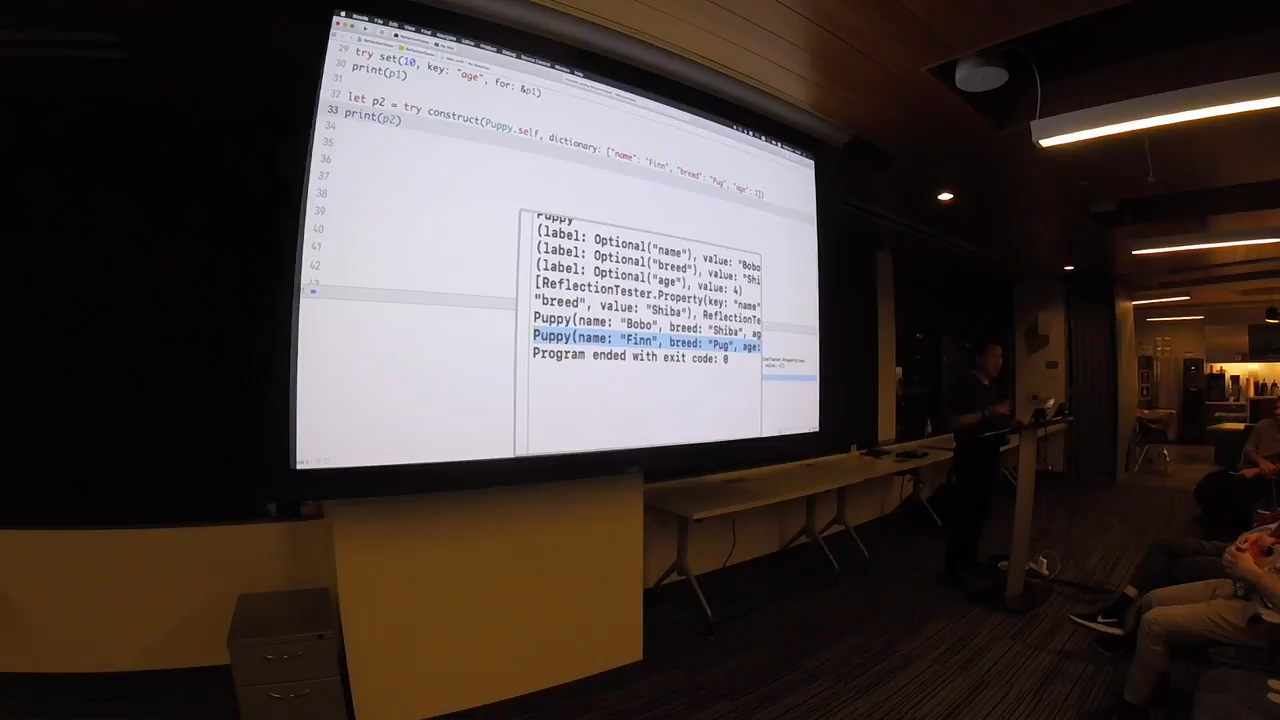 29 try set(10, key: "age", for: &p1)
30 print(p1)
31
32 let p2 = try construct(Puppy.self, dictionary: ["name": "Finn", "breed": "Pug", "age": 1])
33 print(p2)
34
35
36
37
38
39
40
41
42
Puppy
(label: Optional("name"), value: "Bobo
(label: Optional("breed"), value: "Shi
(label: Optional("age"), value: 4)
[ReflectionTester.Property(key: "name"
"breed", value: "Shiba"), ReflectionTe
Puppy(name: "Bobo", breed: "Shiba", ag
Puppy(name: "Finn", breed: "Pug", age:
Program ended with exit code: 0